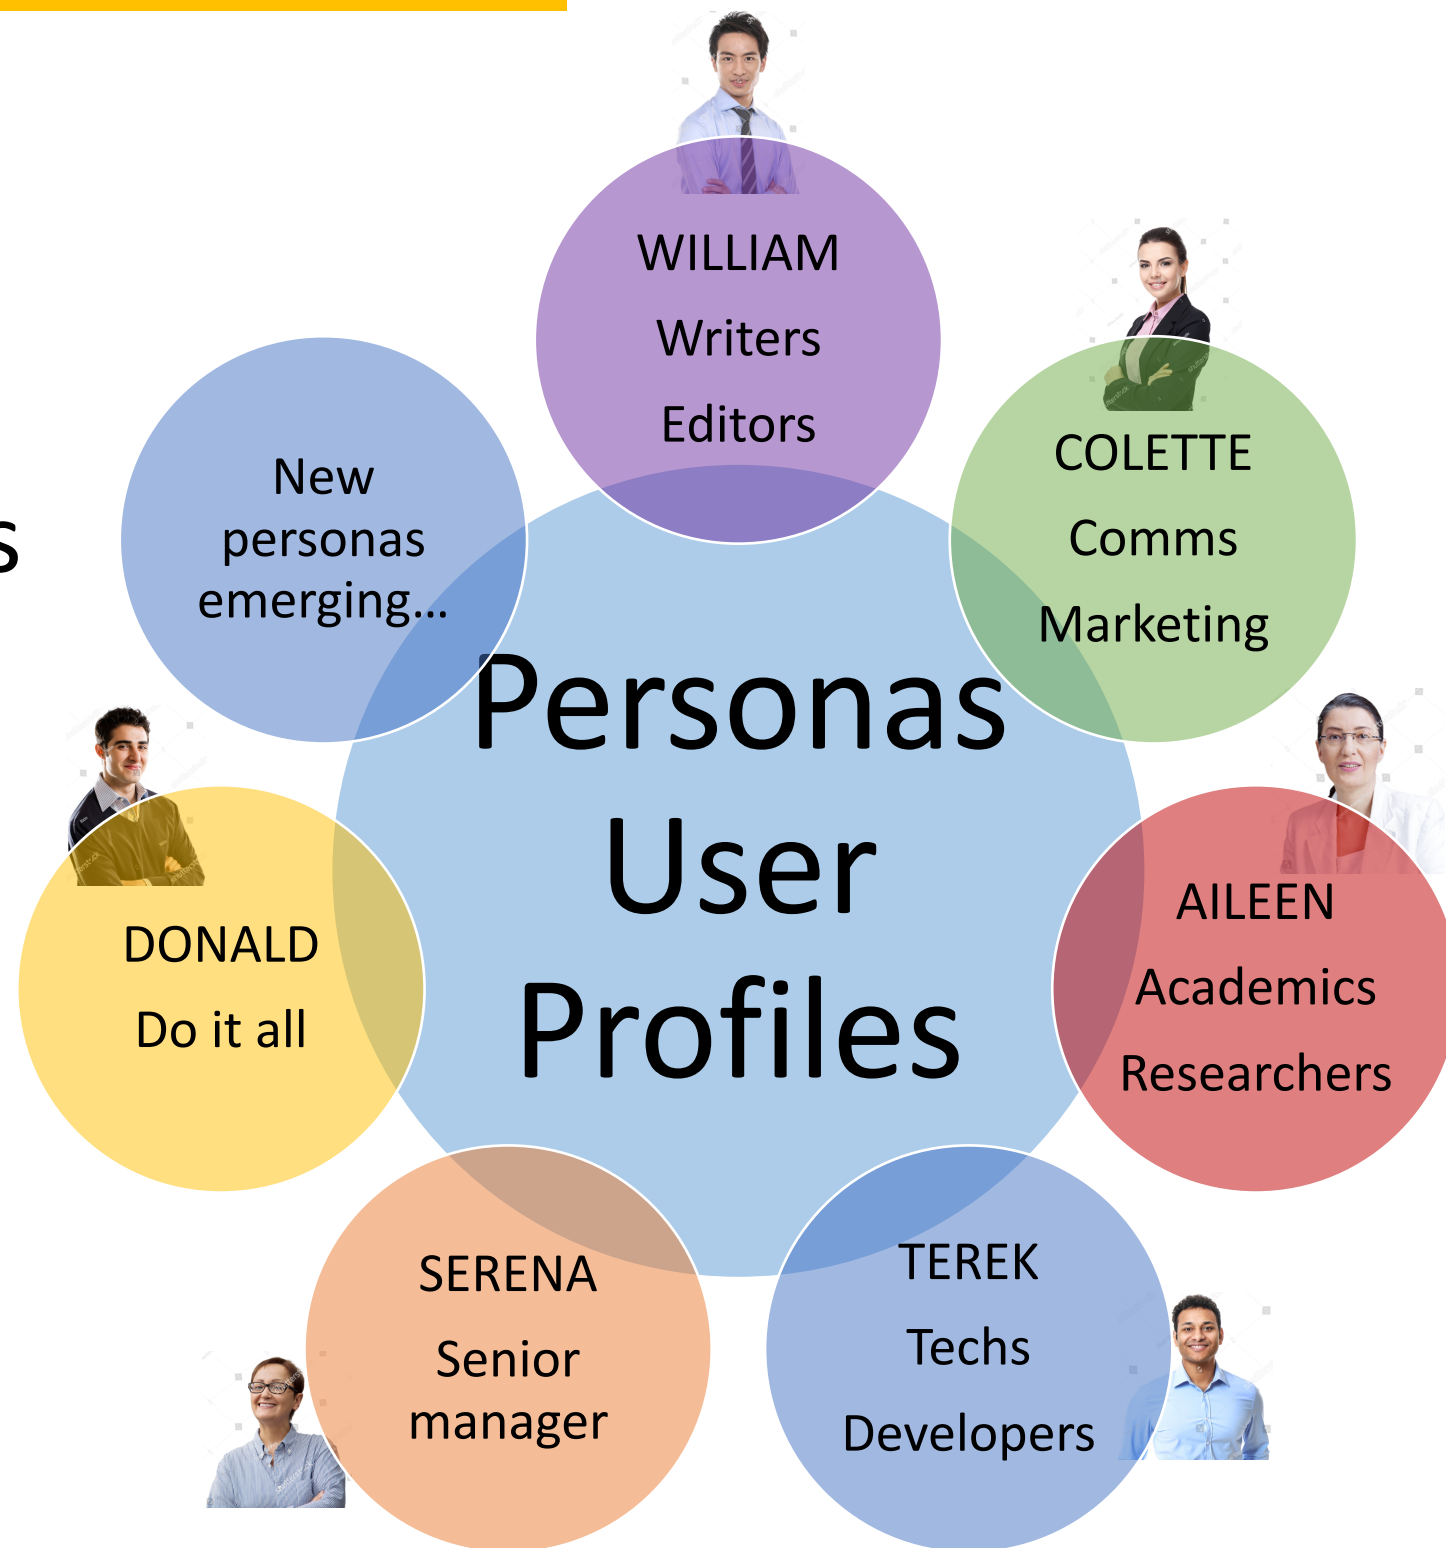 WILLIAM
Writers
Editors
COLETTE
Comms
Marketing
New
personas
emerging...
s
Personas
User
Profiles
AILEEN
Academics
Researchers
DONALD
Do it all
SERENA
Senior
manager
TEREK
Techs
Developers